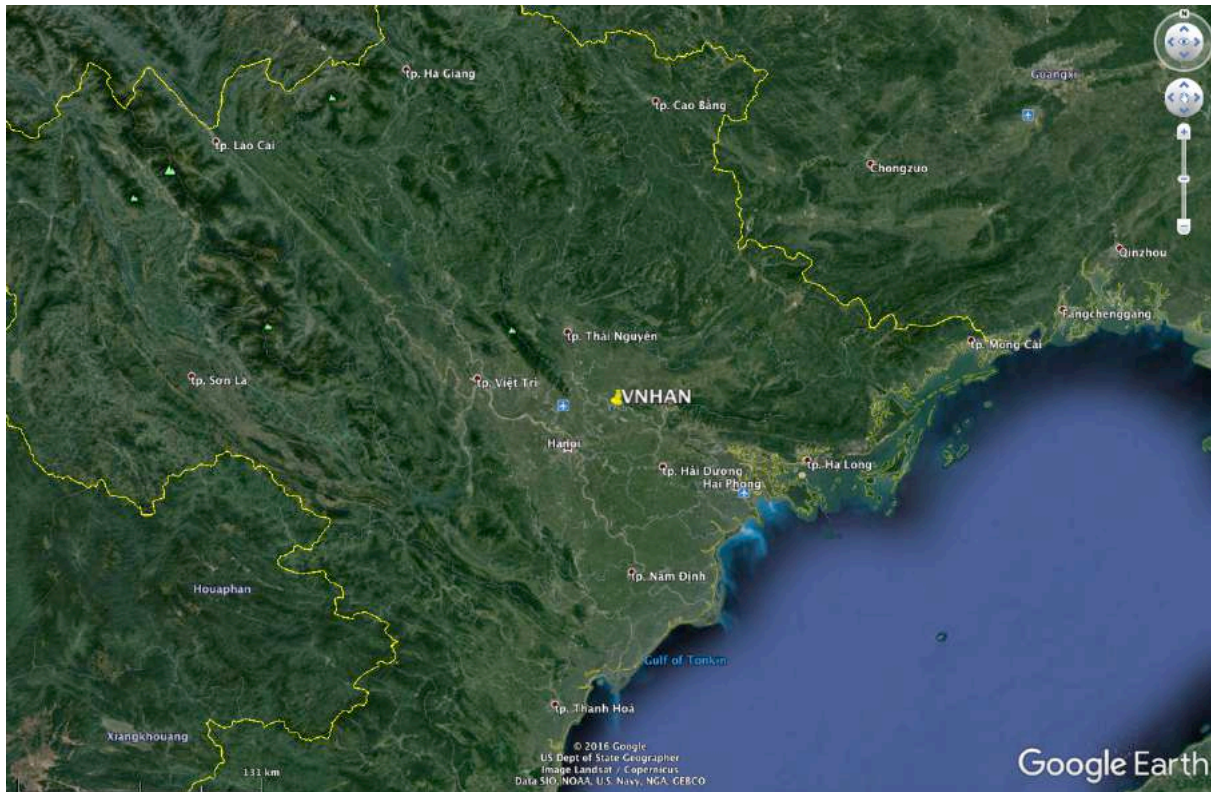 N
tp. Hà Giang
Guangxi
tp. Cao Bằng
tp. Lào Cai
Chongzuo
Qinzhou
Fangchenggang
tp. Thái Nguyên
tp. Móng Cái
tp. Sơn La
tp. Việt Trì
VNHAN
Hanoi
tp. Hải Dương
tp. Hạ Long
Hai Phong
tp. Nam Định
Houaphan
Gulf of Tonkin
tp. Thanh Hoá
Xiangkhouang
131 km
© 2016 Google
US Dept of State Geographer
Image Landsat / Copernicus
Data SIO, NOAA, U.S. Navy, NGA, GEBCO
Google Earth